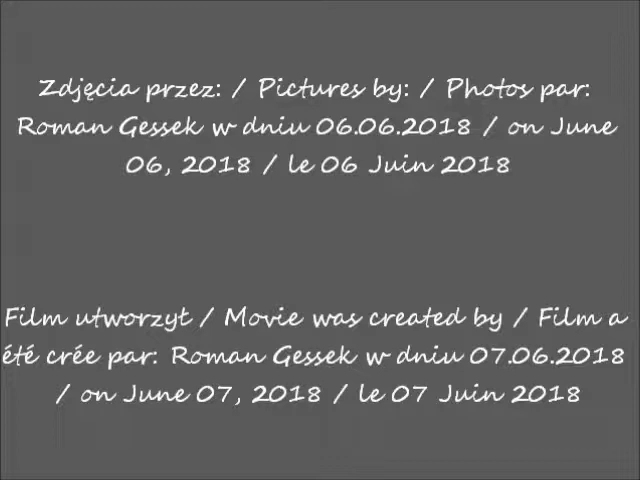 Zdjęcia przez: / Pictures by: / Photos par:
Roman Gessek w dniu 06.06.2018 / on June
06, 2018 / le 06 Juin 2018
Film utworzył / Movie was created by / Film a
été crée par: Roman Gessek w dniu 07.06.2018
/ on June 07, 2018 / le 07 Juin 2018